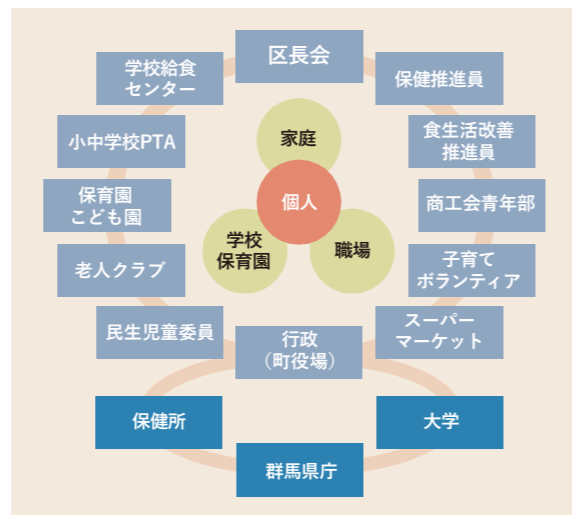 区長会
学校給食
センター
保健推進員
小中学校PTA
家庭
食生活改善
推進員
保育園
こども園
個人
商工会青年部
学校
保育園
職場
老人クラブ
子育て
ボランティア
民生児童委員
行政
（町役場）
スーパー
マーケット
保健所
大学
群馬県庁